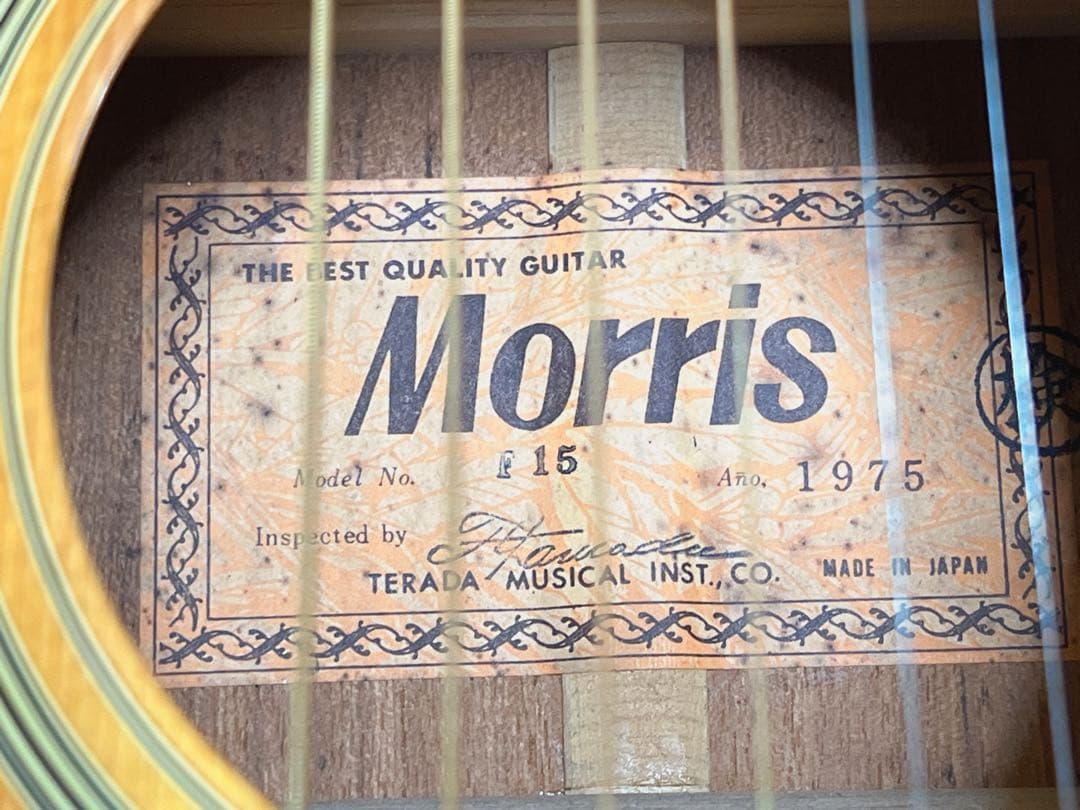 THE BEST QUALITY GUITAR
Morris
Model No. F 15 Año, 1975
Inspected by
TERADA MUSICAL INST., CO. MADE IN JAPAN